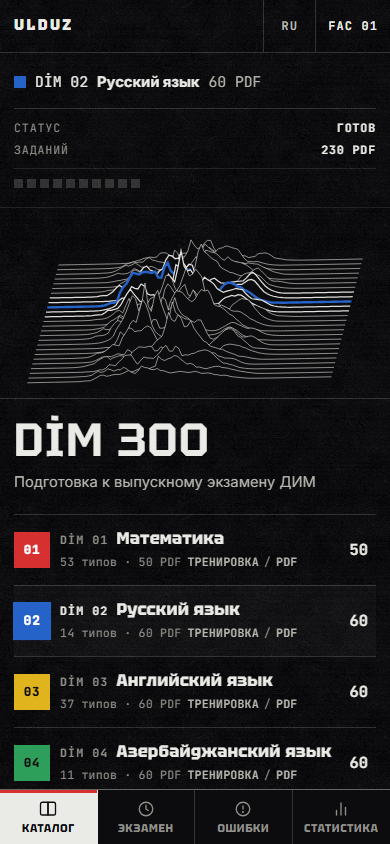 ULDUZ
RU
FAC 01
DİM 02 Русский язык 60 PDF
СТАТУС ГОТОВ
ЗАДАНИЙ 230 PDF
DİM 300
Подготовка к выпускному экзамену ДИМ
01 DİM 01 Математика 50
53 типов · 50 PDF ТРЕНИРОВКА / PDF
02 DİM 02 Русский язык 60
14 типов · 60 PDF ТРЕНИРОВКА / PDF
03 DİM 03 Английский язык 60
37 типов · 60 PDF ТРЕНИРОВКА / PDF
04 DİM 04 Азербайджанский язык 60
11 типов · 60 PDF ТРЕНИРОВКА / PDF
КАТАЛОГ ЭКЗАМЕН ОШИБКИ СТАТИСТИКА